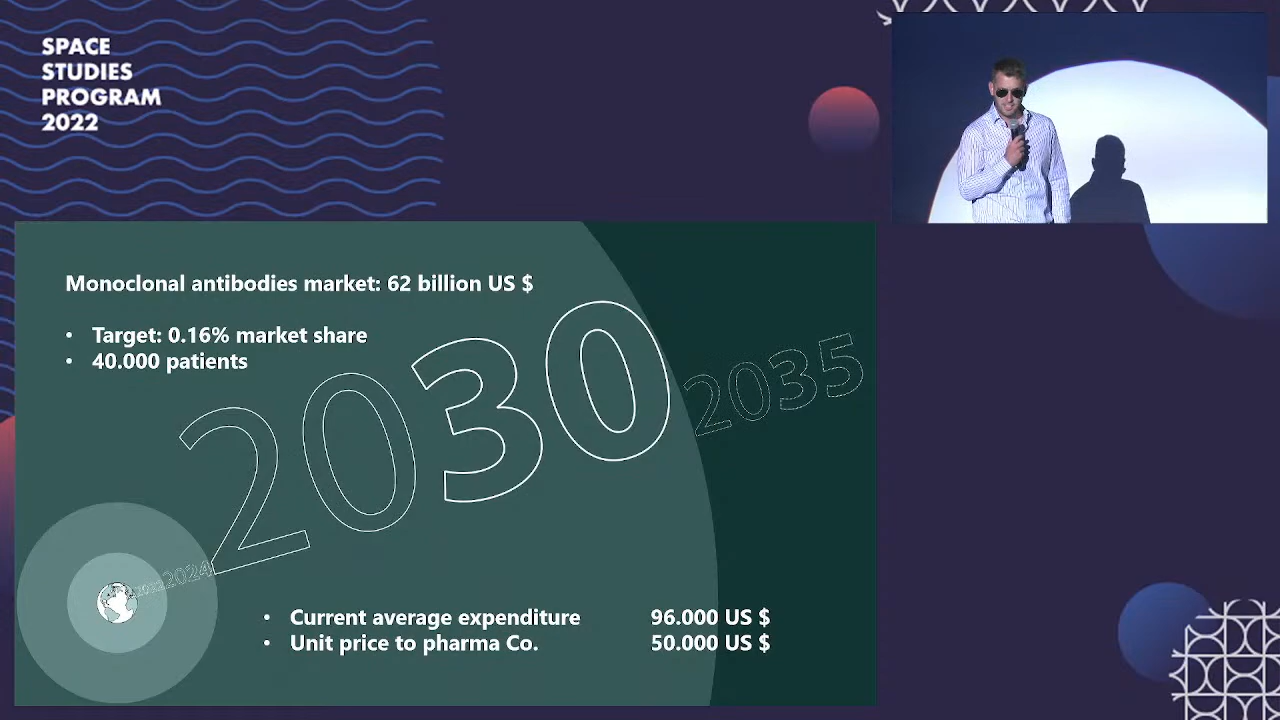 SPACE
STUDIES
PROGRAM
2022
Monoclonal antibodies market: 62 billion US $
• Target: 0.16% market share
• 40.000 patients
2030
2035
2024
• Current average expenditure 96.000 US $
• Unit price to pharma Co. 50.000 US $